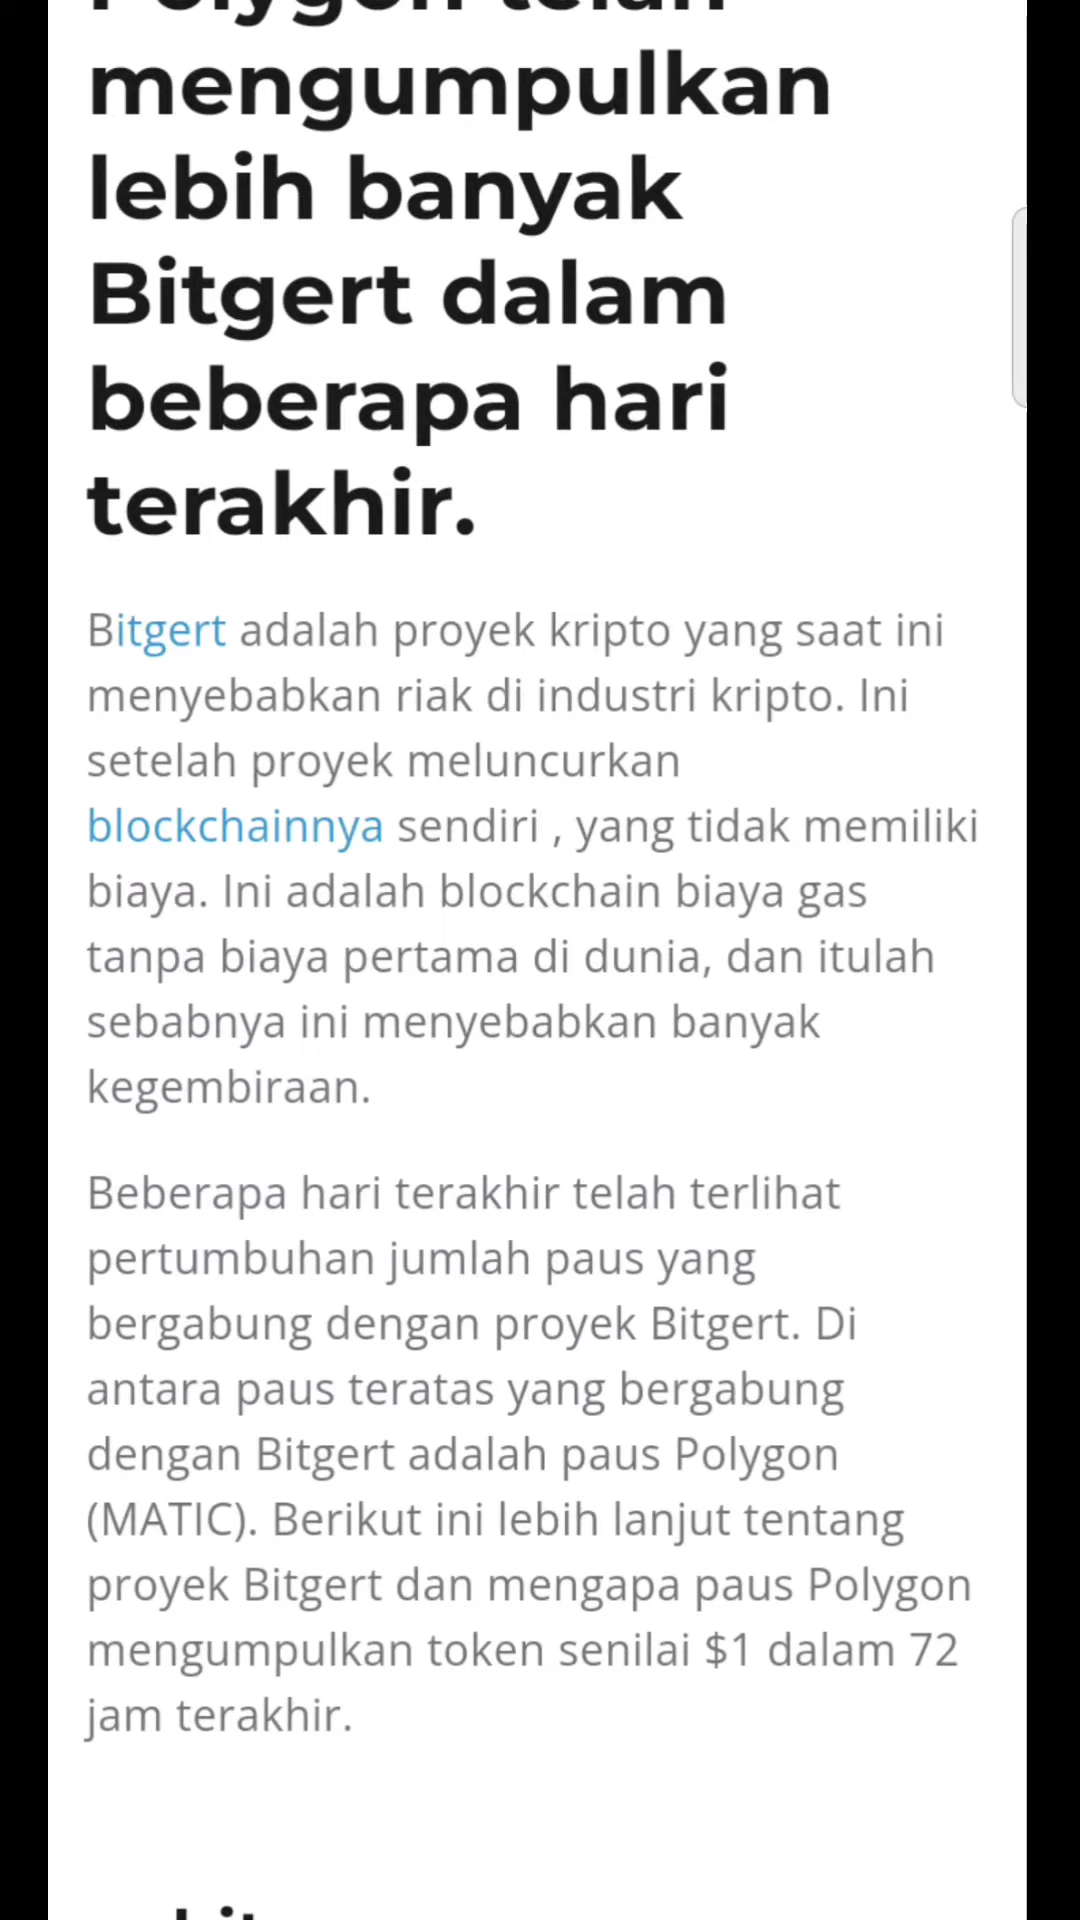 Polygon telah
mengumpulkan
lebih banyak
Bitgert dalam
beberapa hari
terakhir.
Bitgert adalah proyek kripto yang saat ini
menyebabkan riak di industri kripto. Ini
setelah proyek meluncurkan
blockchainnya sendiri , yang tidak memiliki
biaya. Ini adalah blockchain biaya gas
tanpa biaya pertama di dunia, dan itulah
sebabnya ini menyebabkan banyak
kegembiraan.
Beberapa hari terakhir telah terlihat
pertumbuhan jumlah paus yang
bergabung dengan proyek Bitgert. Di
antara paus teratas yang bergabung
dengan Bitgert adalah paus Polygon
(MATIC). Berikut ini lebih lanjut tentang
proyek Bitgert dan mengapa paus Polygon
mengumpulkan token senilai $1 dalam 72
jam terakhir.